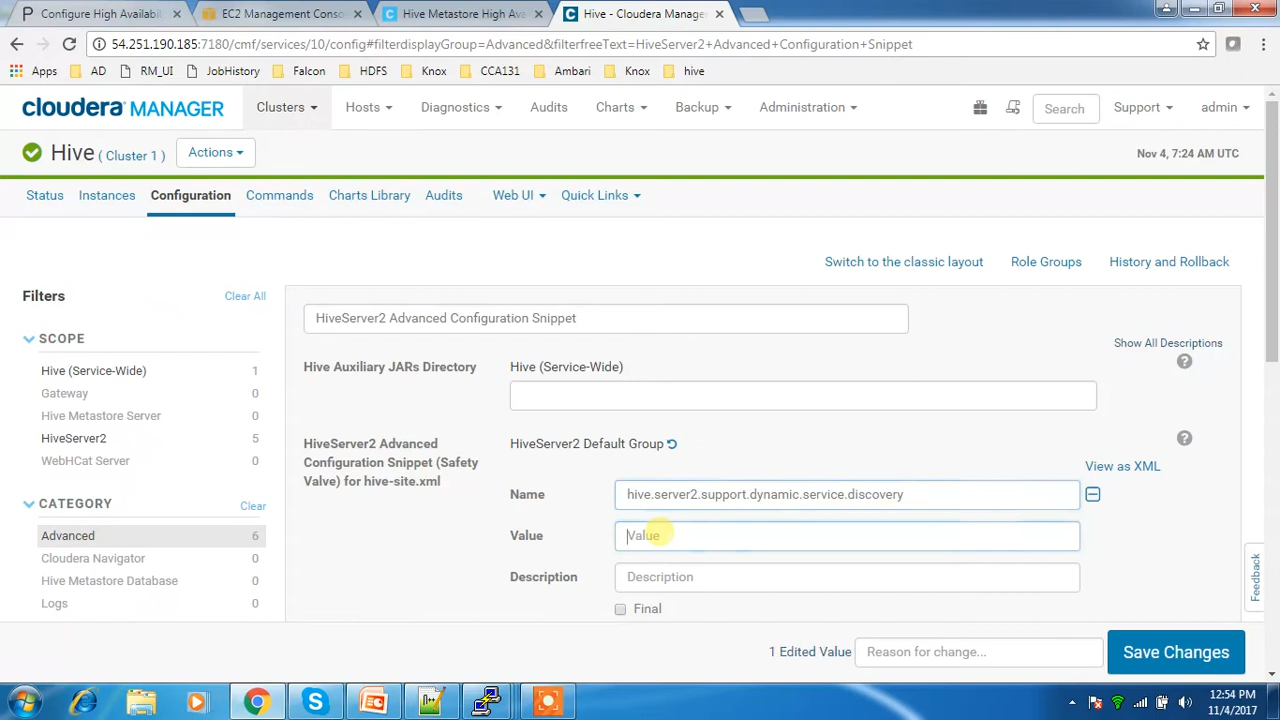 Configure High Availabi
EC2 Management Conso
Hive Metastore High Ava
Hive - Cloudera Manager
54.251.190.185:7180/cmf/services/10/config#filterdisplayGroup=Advanced&filterfreeText=HiveServer2+Advanced+Configuration+Snippet
Apps AD RM_UI JobHistory Falcon HDFS Knox CCA131 Ambari Knox hive
cloudera MANAGER Clusters Hosts Diagnostics Audits Charts Backup Administration Search Support admin
Hive ( Cluster 1 ) Actions
Nov 4, 7:24 AM UTC
Status Instances Configuration Commands Charts Library Audits Web UI Quick Links
Switch to the classic layout Role Groups History and Rollback
Filters Clear All
SCOPE
Hive (Service-Wide) 1
Gateway 0
Hive Metastore Server 0
HiveServer2 5
WebHCat Server 0
CATEGORY Clear
Advanced 6
Cloudera Navigator 0
Hive Metastore Database 0
Logs 0
HiveServer2 Advanced Configuration Snippet
Show All Descriptions
Hive Auxiliary JARs Directory Hive (Service-Wide)
HiveServer2 Advanced
Configuration Snippet (Safety
Valve) for hive-site.xml
HiveServer2 Default Group
View as XML
Name hive.server2.support.dynamic.service.discovery
Value Value
Description Description
Final
Feedback
1 Edited Value Reason for change... Save Changes
12:54 PM
11/4/2017